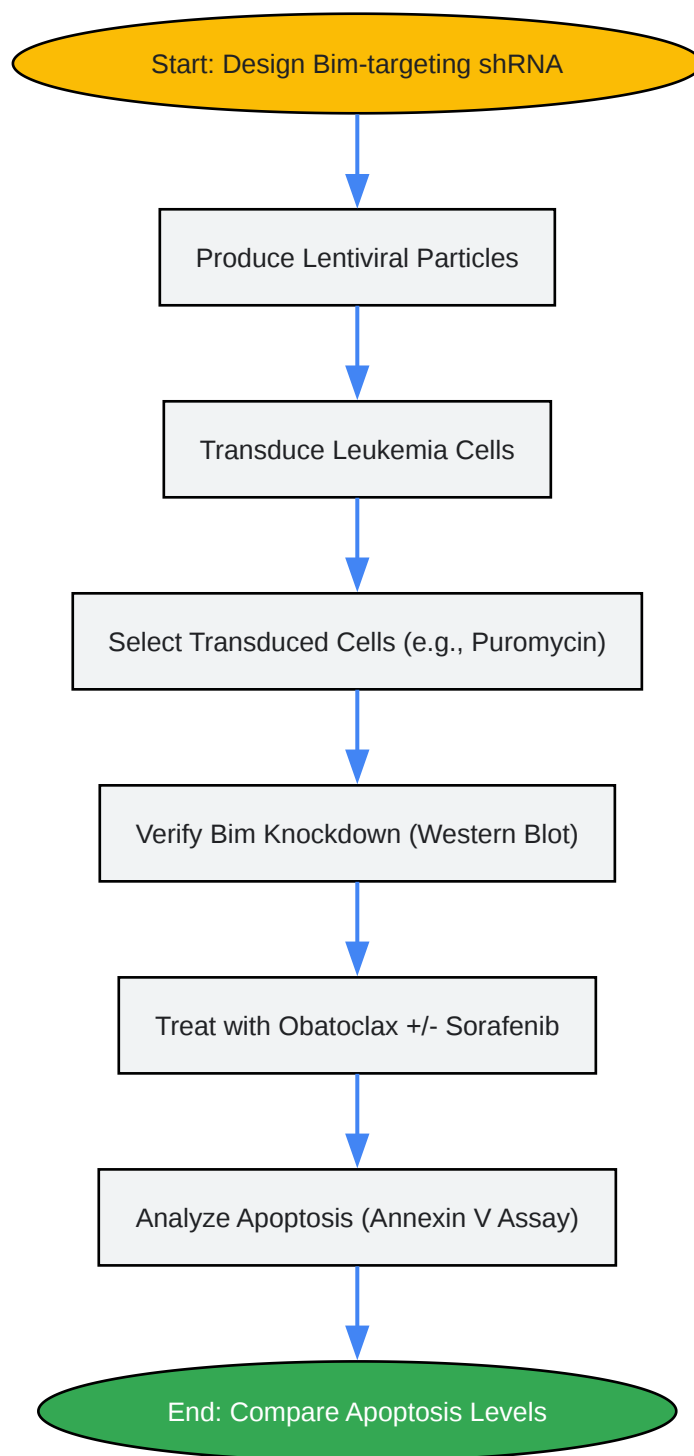 Start: Design Bim-targeting shRNA
Produce Lentiviral Particles
Transduce Leukemia Cells
Select Transduced Cells (e.g., Puromycin)
Verify Bim Knockdown (Western Blot)
Treat with Obatoclax +/- Sorafenib
Analyze Apoptosis (Annexin V Assay)
End: Compare Apoptosis Levels